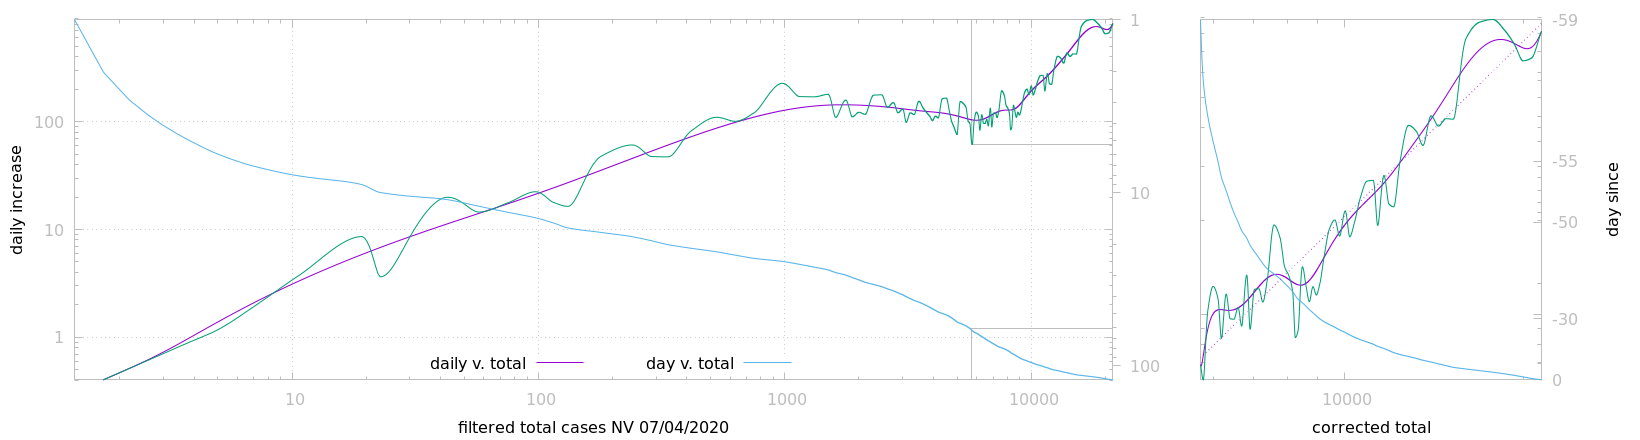 daily increase
100
10
1
daily v. total
day v. total
10
100
1000
10000
filtered total cases NV 07/04/2020
1
10
100
10000
corrected total
-59
-55
-50
-30
0
day since